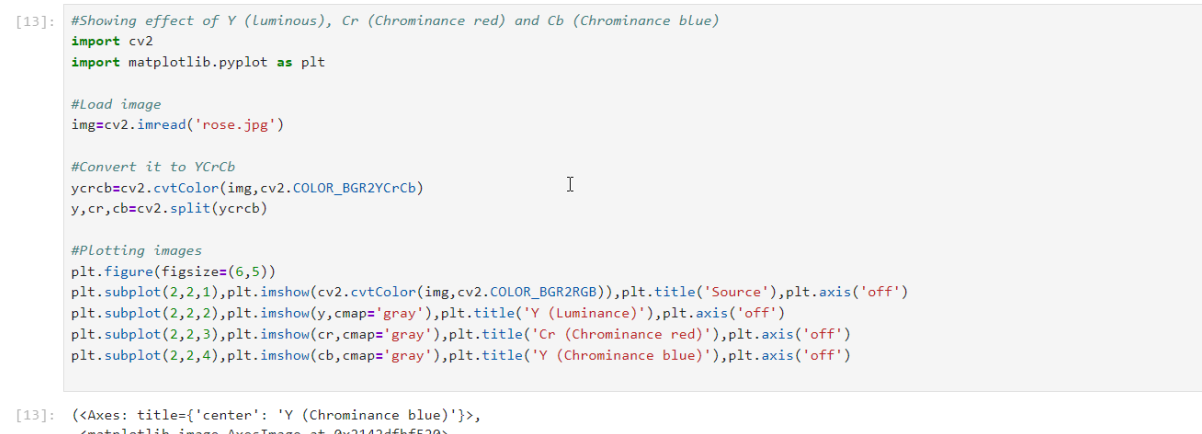 [13]: #Showing effect of Y (luminous), Cr (Chrominance red) and Cb (Chrominance blue)
import cv2
import matplotlib.pyplot as plt
#Load image
img=cv2.imread('rose.jpg')
#Convert it to YCrCb
ycrcb=cv2.cvtColor(img,cv2.COLOR_BGR2YCrCb)
y,cr,cb=cv2.split(ycrcb)
#Plotting images
plt.figure(figsize=(6,5))
plt.subplot(2,2,1),plt.imshow(cv2.cvtColor(img,cv2.COLOR_BGR2RGB)),plt.title('Source'),plt.axis('off')
plt.subplot(2,2,2),plt.imshow(y,cmap='gray'),plt.title('Y (Luminance)'),plt.axis('off')
plt.subplot(2,2,3),plt.imshow(cr,cmap='gray'),plt.title('Cr (Chrominance red)'),plt.axis('off')
plt.subplot(2,2,4),plt.imshow(cb,cmap='gray'),plt.title('Y (Chrominance blue)'),plt.axis('off')
[13]: (<Axes: title={'center': 'Y (Chrominance blue)'}>,
<matplotlib.image.AxesImage at